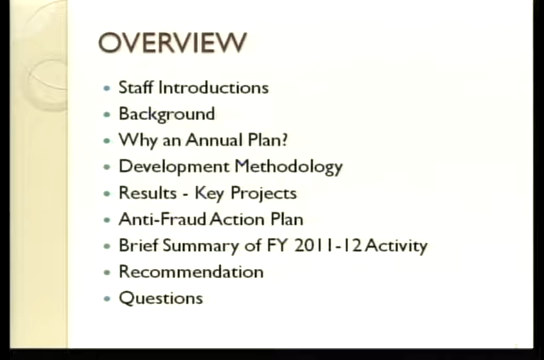 OVERVIEW
Staff Introductions
Background
Why an Annual Plan?
Development Methodology
Results - Key Projects
Anti-Fraud Action Plan
Brief Summary of FY 2011-12 Activity
Recommendation
Questions